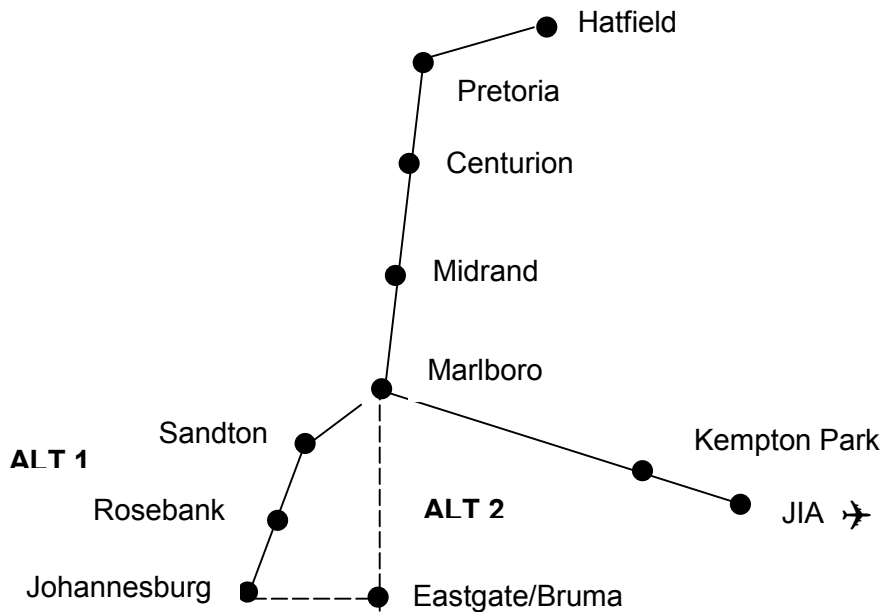 Hatfield
Pretoria
Centurion
Midrand
Marlboro
Sandton
Kempton Park
ALT 1
Rosebank
ALT 2
JIA
Johannesburg
Eastgate/Bruma